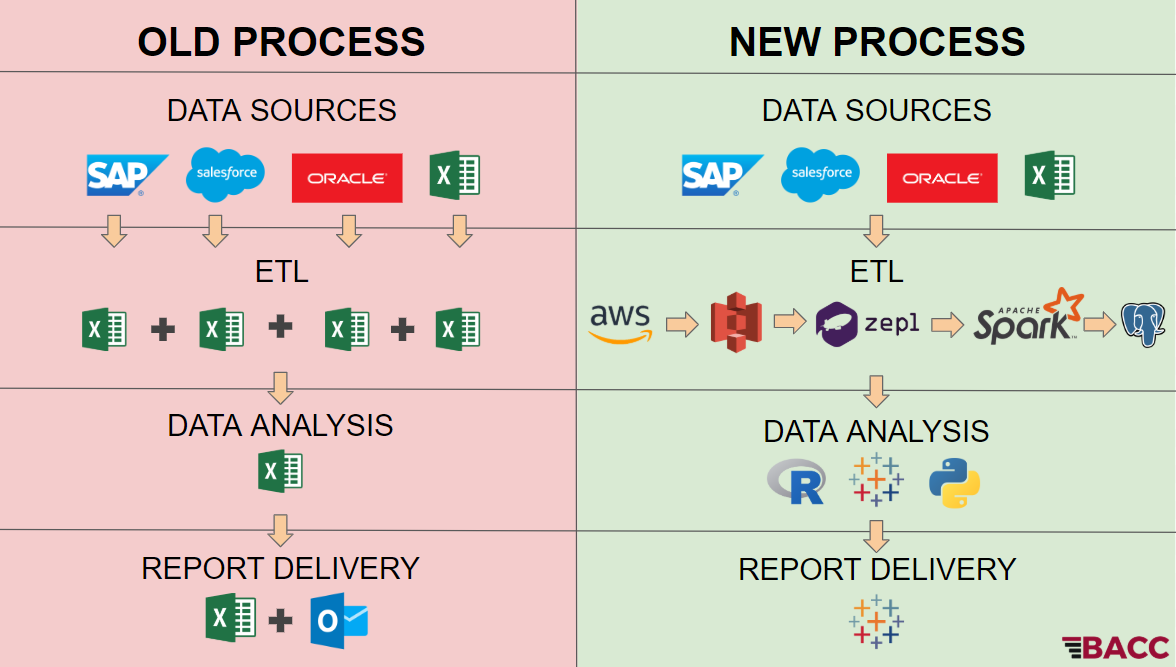 OLD PROCESS
NEW PROCESS
DATA SOURCES
DATA SOURCES
SAP®
salesforce
ORACLE®
X
SAP®
salesforce
ORACLE®
X
ETL
ETL
X
X
X
X
aws
zepl
APACHE
Spark™
DATA ANALYSIS
DATA ANALYSIS
X
R
REPORT DELIVERY
REPORT DELIVERY
X
O
BACC